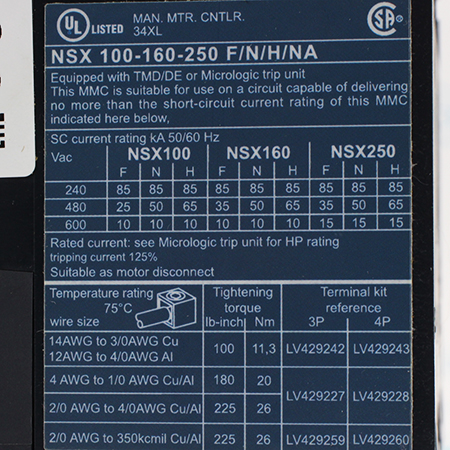 UL LISTED MAN. MTR. CNTLR. SA
34XL
NSX 100-160-250 F/N/H/NA
Equipped with TMD/DE or Micrologic trip unit
This MMC is suitable for use on a circuit capable of delivering
no more than the short-circuit current rating of this MMC
indicated here below,
SC current rating kA 50/60 Hz
Vac NSX100 NSX160 NSX250
F N H F N H F N H
240 85 85 85 85 85 85 85 85 85
480 25 50 65 35 50 65 35 50 65
600 10 10 10 10 10 10 15 15 15
Rated current: see Micrologic trip unit for HP rating
tripping current 125%
Suitable as motor disconnect
Temperature rating Tightening Terminal kit
75°C torque reference
wire size lb-inch Nm 3P 4P
14AWG to 3/0AWG Cu
12AWG to 4/0AWG Al 100 11,3 LV429242 LV429243
4 AWG to 1/0 AWG Cu/Al 180 20
LV429227 LV429228
2/0 AWG to 4/0AWG Cu/Al 225 26
2/0 AWG to 350kcmil Cu/Al 225 26 LV429259 LV429260